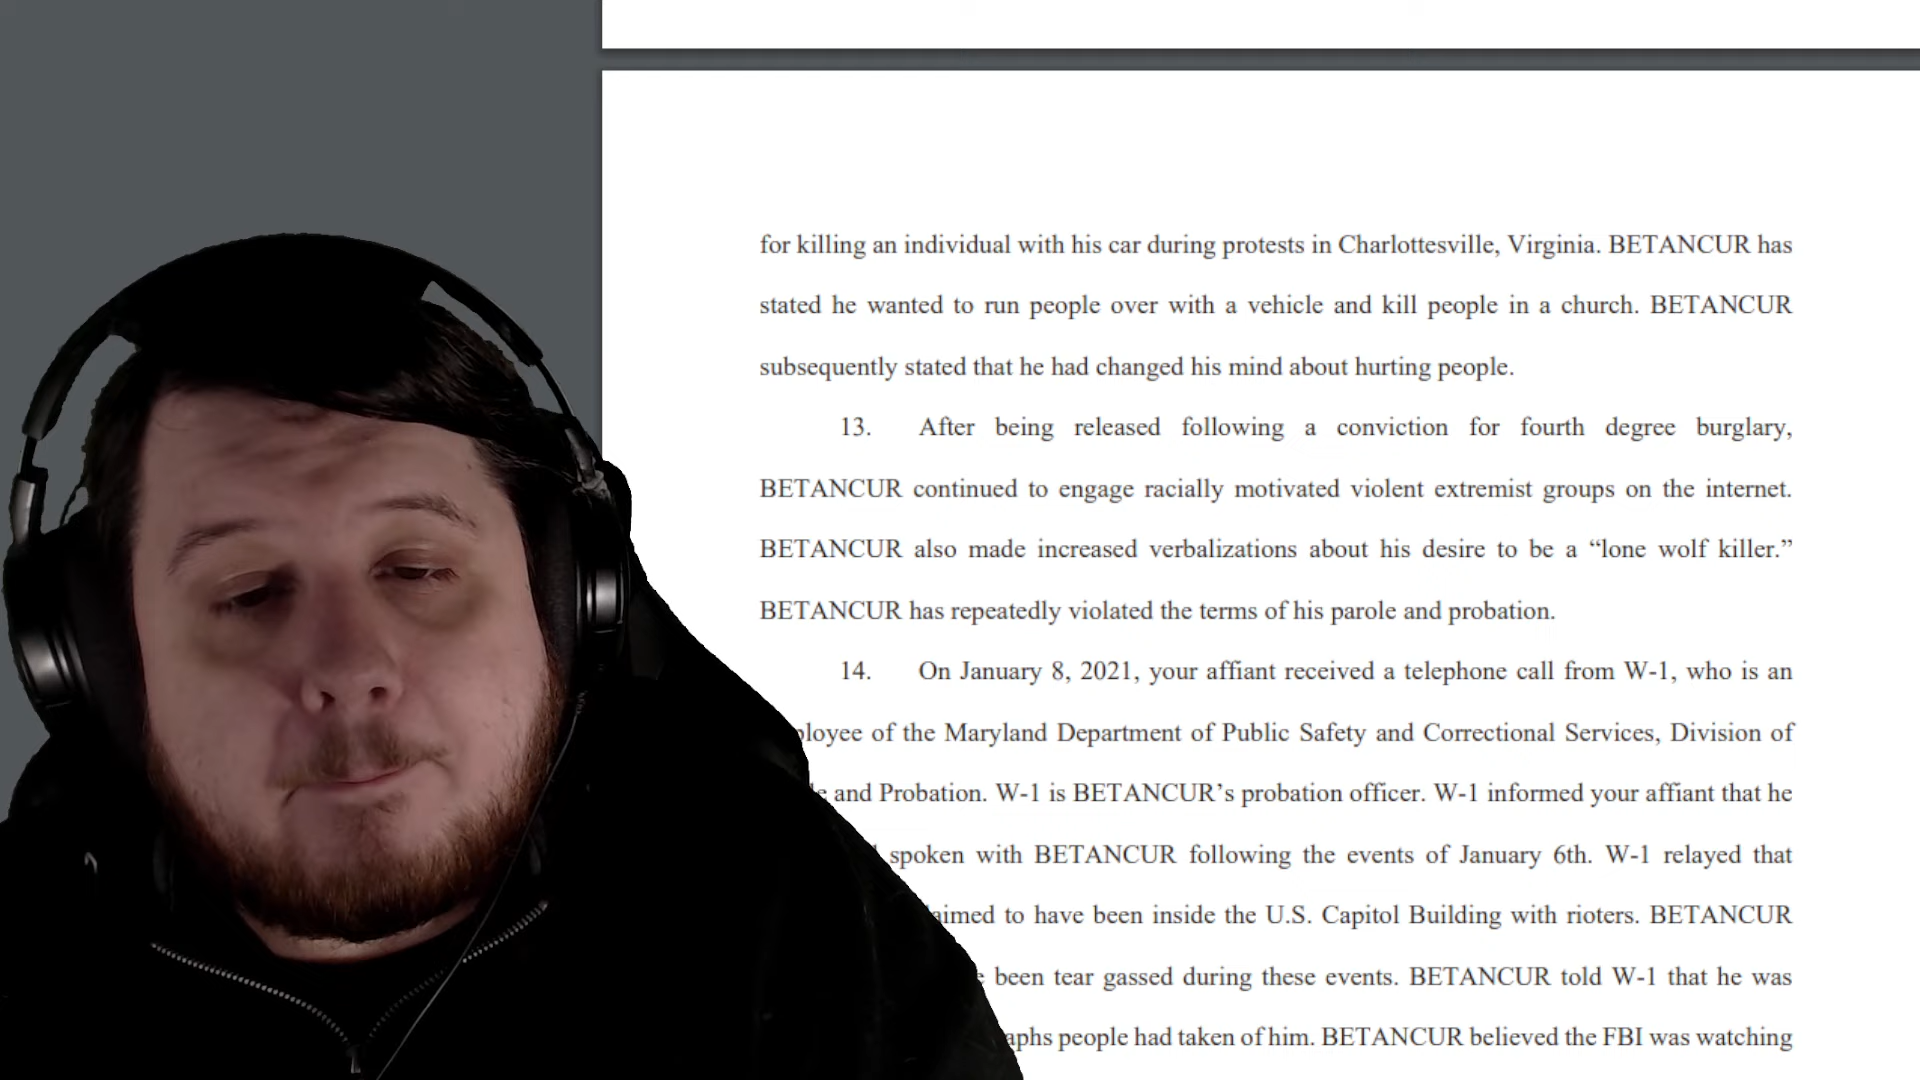 for killing an individual with his car during protests in Charlottesville, Virginia. BETANCUR has
stated he wanted to run people over with a vehicle and kill people in a church. BETANCUR
subsequently stated that he had changed his mind about hurting people.
13. After being released following a conviction for fourth degree burglary,
BETANCUR continued to engage racially motivated violent extremist groups on the internet.
BETANCUR also made increased verbalizations about his desire to be a “lone wolf killer.”
BETANCUR has repeatedly violated the terms of his parole and probation.
14. On January 8, 2021, your affiant received a telephone call from W-1, who is an
of the Maryland Department of Public Safety and Correctional Services, Division of
and Probation. W-1 is BETANCUR’s probation officer. W-1 informed your affiant that he
spoken with BETANCUR following the events of January 6th. W-1 relayed that
to have been inside the U.S. Capitol Building with rioters. BETANCUR
been tear gassed during these events. BETANCUR told W-1 that he was
people had taken of him. BETANCUR believed the FBI was watching